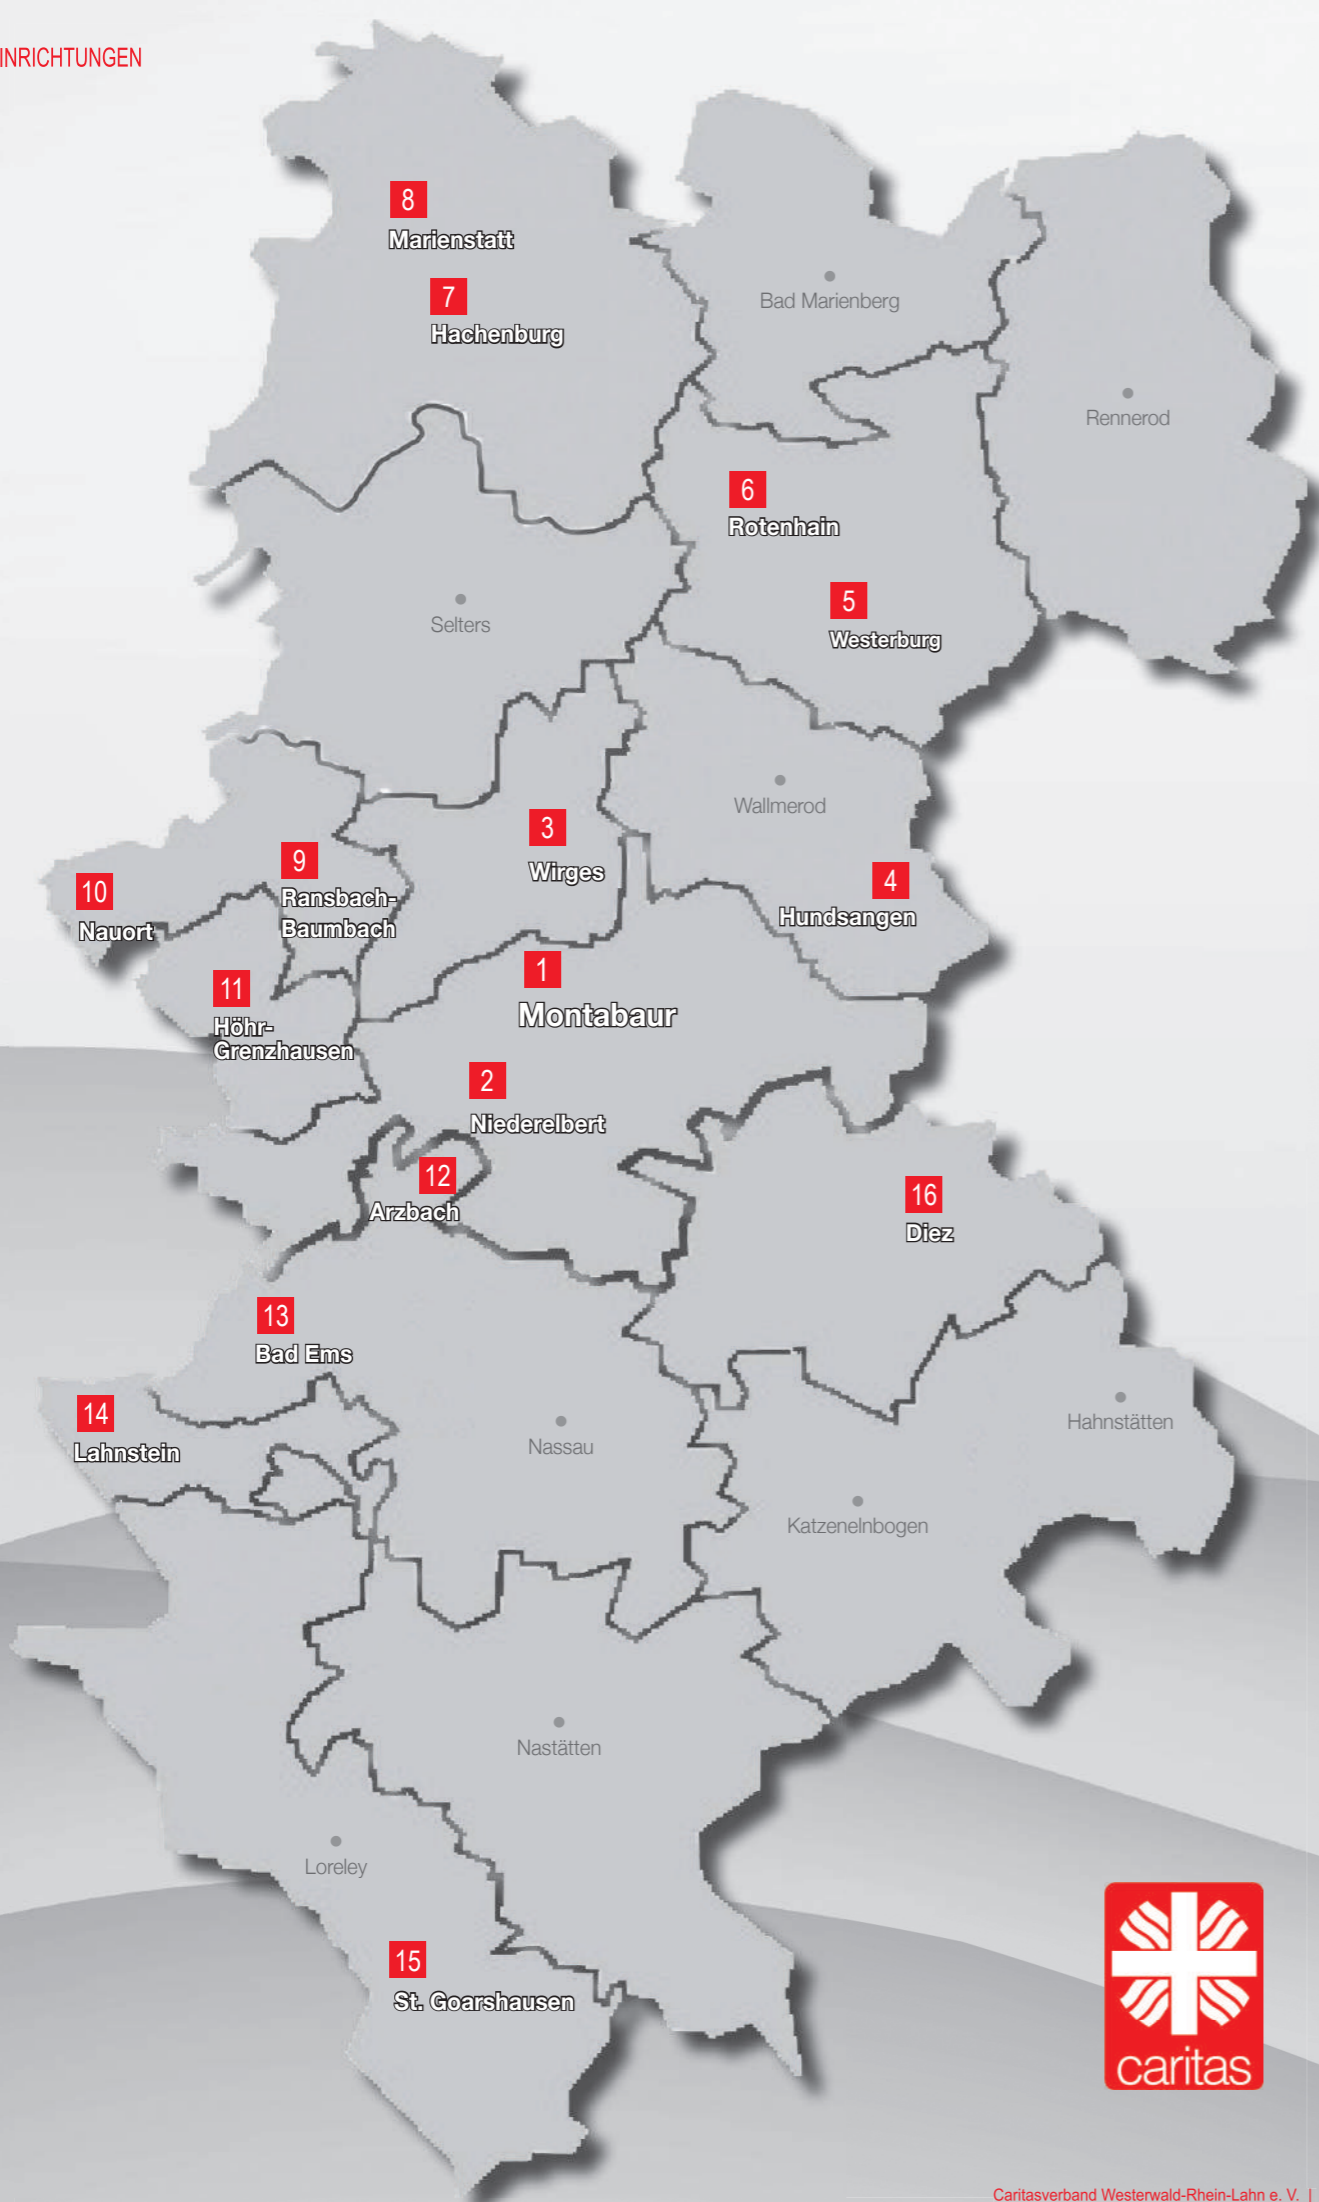 INRICHTUNGEN
8
Marienstatt
7
Hachenburg
Bad Marienberg
Rennerod
6
Rotenhain
5
Westerburg
Selters
Wallmerod
3
Wirges
4
Hundsangen
9
Ransbach-
Baumbach
10
Nauort
1
Montabaur
11
Höhr-
Grenzhausen
2
Niederelbert
12
Arzbach
16
Diez
13
Bad Ems
14
Lahnstein
Nassau
Hahnstätten
Katzenelnbogen
Nastätten
Loreley
15
St. Goarshausen
caritas
Caritasverband Westerwald-Rhein-Lahn e. V. |